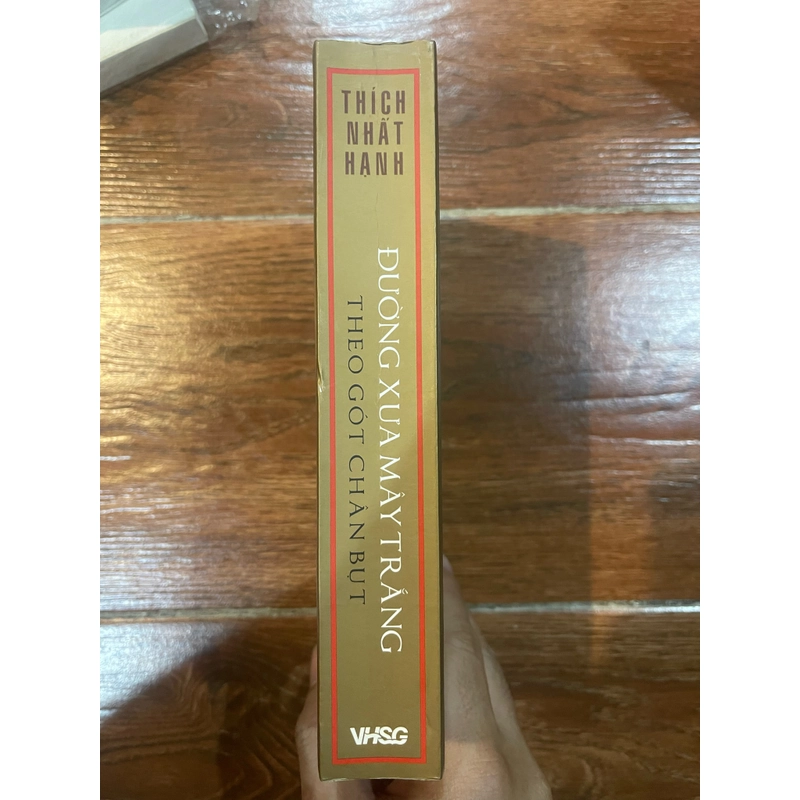 THÍCH
NHẤT
HẠNH
ĐƯỜNG XƯA MÂY TRẮNG
THEO GÓT CHÂN BỤT
VHSG